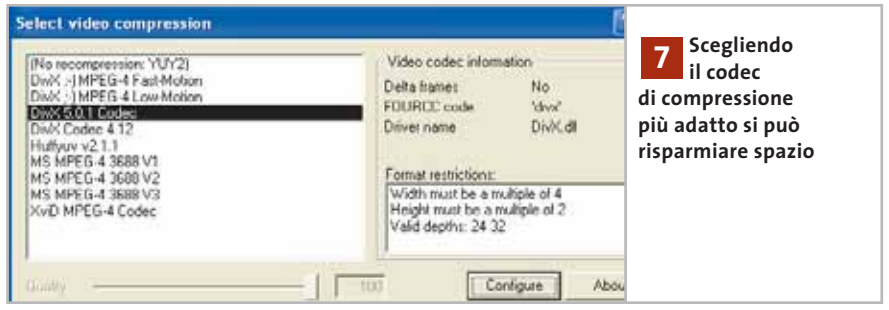 Select video compression
(No recompression: YUY2)
DivX ;-) MPEG-4 Fast-Motion
DivX ;-) MPEG-4 Low-Motion
DivX 5.0.1 Codec
DivX Codec 4.12
Huffyuv v2.1.1
MS MPEG-4 3688 V1
MS MPEG-4 3688 V2
MS MPEG-4 3688 V3
XviD MPEG-4 Codec
Quality
100
Video codec information
Delta frames No
FOURCC code 'divx'
Driver name DivX.dll
Format restrictions:
Width must be a multiple of 4
Height must be a multiple of 2
Valid depths: 24 32
Configure
7 Scegliendo
il codec
di compressione
più adatto si può
risparmiare spazio